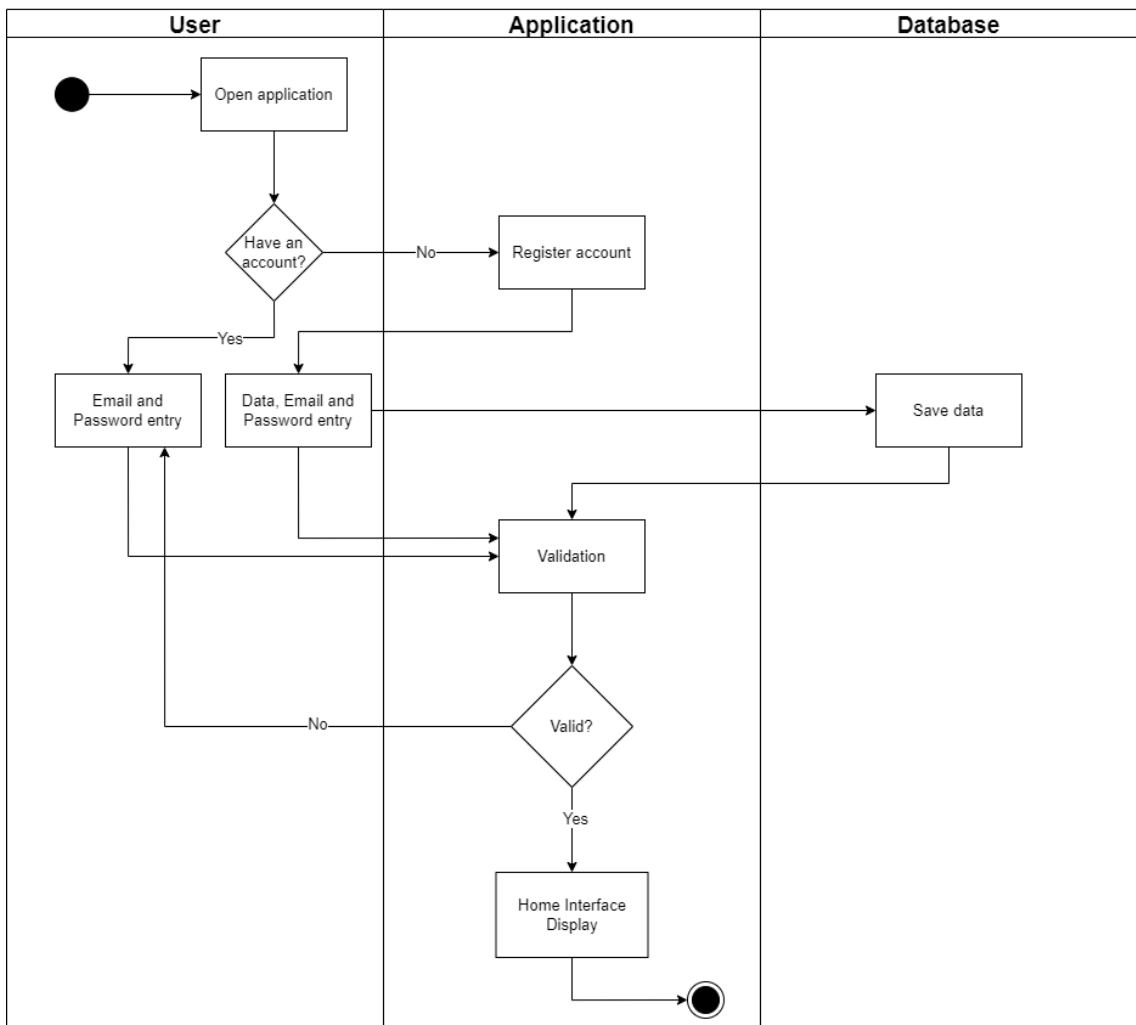 User
Application
Database
Open application
Have an
account?
No
Register account
Yes
Email and
Password entry
Data, Email and
Password entry
Save data
Validation
Valid?
No
Yes
Home Interface
Display